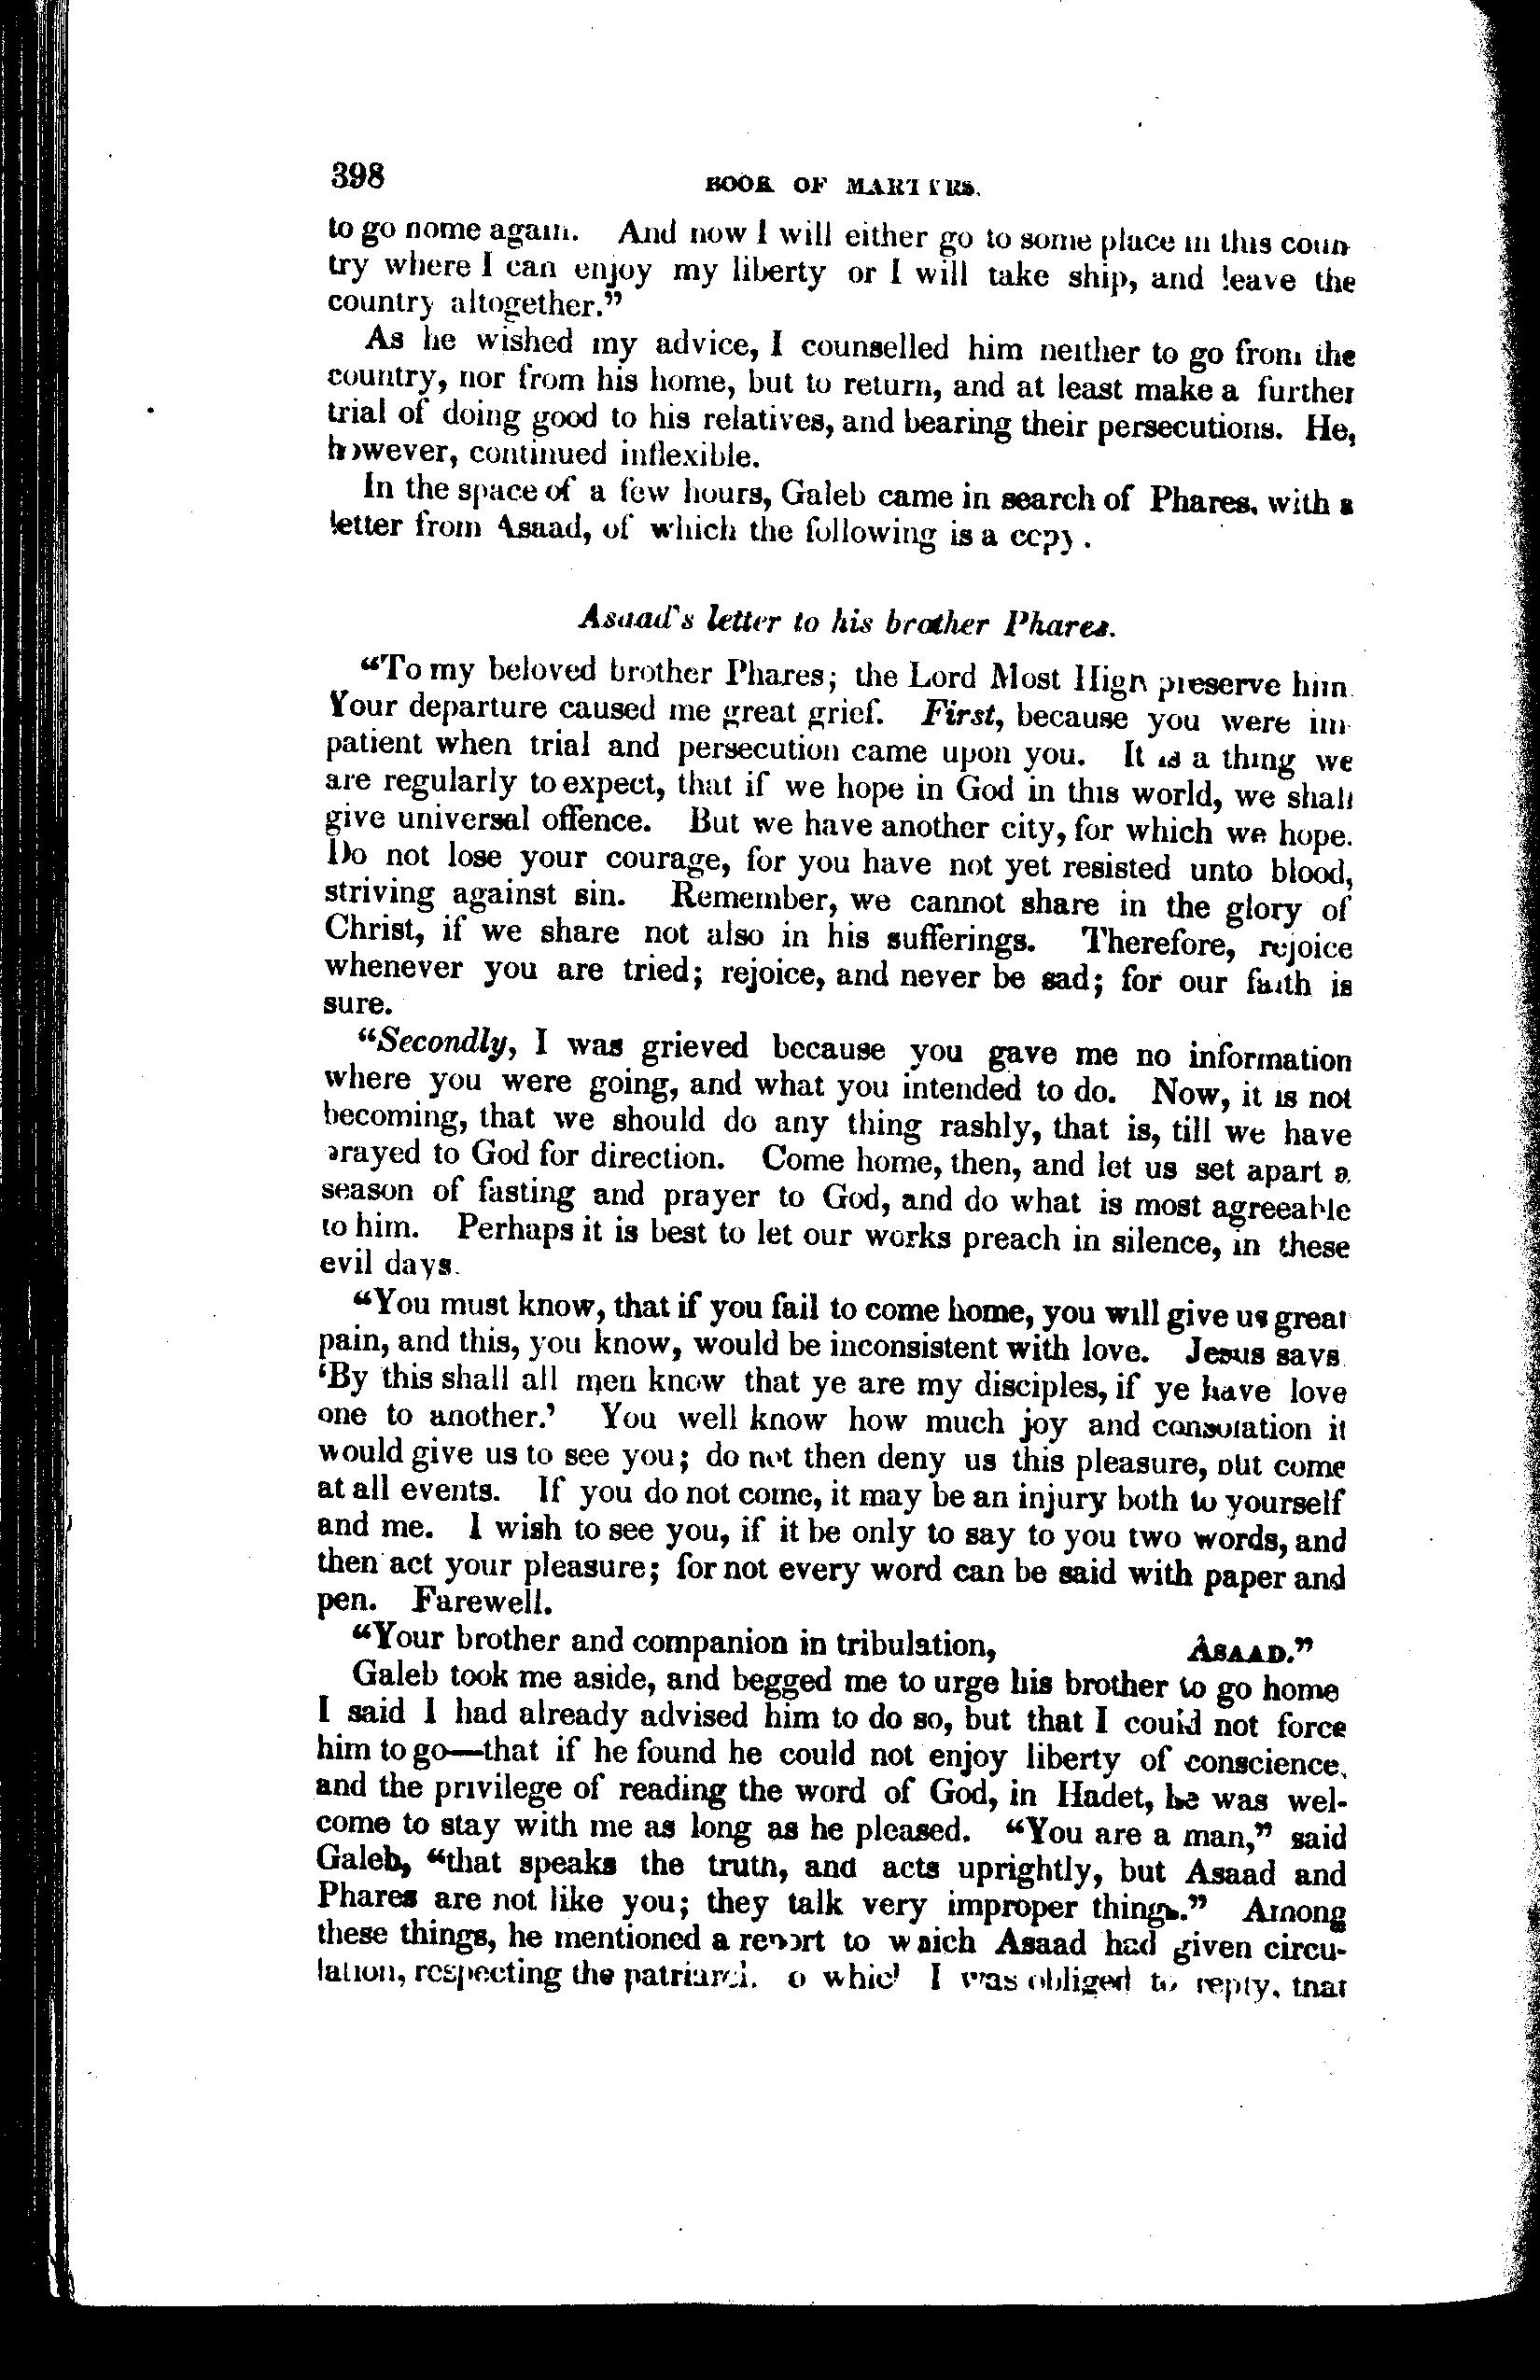 398 BOOK OF MARTYRS.
to go home again. And now I will either go to some place in this coun-
try where I can enjoy my liberty or I will take ship, and leave the
country altogether.”
As he wished my advice, I counselled him neither to go from the
country, nor from his home, but to return, and at least make a further
trial of doing good to his relatives, and bearing their persecutions. He,
however, continued inflexible.
In the space of a few hours, Galeb came in search of Phares, with a
letter from Asaad, of which the following is a copy.
Asaad's letter to his brother Phares.
“To my beloved brother Phares; the Lord Most High preserve him.
Your departure caused me great grief. First, because you were im-
patient when trial and persecution came upon you. It is a thing we
are regularly to expect, that if we hope in God in this world, we shall
give universal offence. But we have another city, for which we hope.
Do not lose your courage, for you have not yet resisted unto blood,
striving against sin. Remember, we cannot share in the glory of
Christ, if we share not also in his sufferings. Therefore, rejoice
whenever you are tried; rejoice, and never be sad; for our faith is
sure.
“Secondly, I was grieved because you gave me no information
where you were going, and what you intended to do. Now, it is not
becoming, that we should do any thing rashly, that is, till we have
prayed to God for direction. Come home, then, and let us set apart a
season of fasting and prayer to God, and do what is most agreeable
to him. Perhaps it is best to let our works preach in silence, in these
evil days.
“You must know, that if you fail to come home, you will give us great
pain, and this, you know, would be inconsistent with love. Jesus says
‘By this shall all men know that ye are my disciples, if ye have love
one to another.’ You well know how much joy and consolation it
would give us to see you; do not then deny us this pleasure, but come
at all events. If you do not come, it may be an injury both to yourself
and me. I wish to see you, if it be only to say to you two words, and
then act your pleasure; for not every word can be said with paper and
pen. Farewell.
“Your brother and companion in tribulation, ASAAD.”
Galeb took me aside, and begged me to urge his brother to go home
I said I had already advised him to do so, but that I could not force
him to go—that if he found he could not enjoy liberty of conscience,
and the privilege of reading the word of God, in Hadet, he was wel-
come to stay with me as long as he pleased. “You are a man,” said
Galeb, “that speaks the truth, and acts uprightly, but Asaad and
Phares are not like you; they talk very improper things.” Among
these things, he mentioned a report to which Asaad had given circu-
lation, respecting the patriarch. o which I was obliged to reply, that